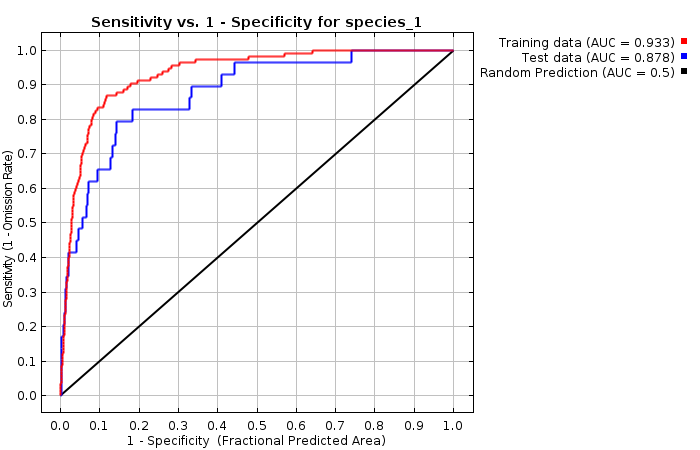 Sensitivity vs. 1 - Specificity for species_1
Training data (AUC = 0.933)
Test data (AUC = 0.878)
Random Prediction (AUC = 0.5)
Sensitivity (1 - Omission Rate)
1.0
0.9
0.8
0.7
0.6
0.5
0.4
0.3
0.2
0.1
0.0
0.0 0.1 0.2 0.3 0.4 0.5 0.6 0.7 0.8 0.9 1.0
1 - Specificity (Fractional Predicted Area)